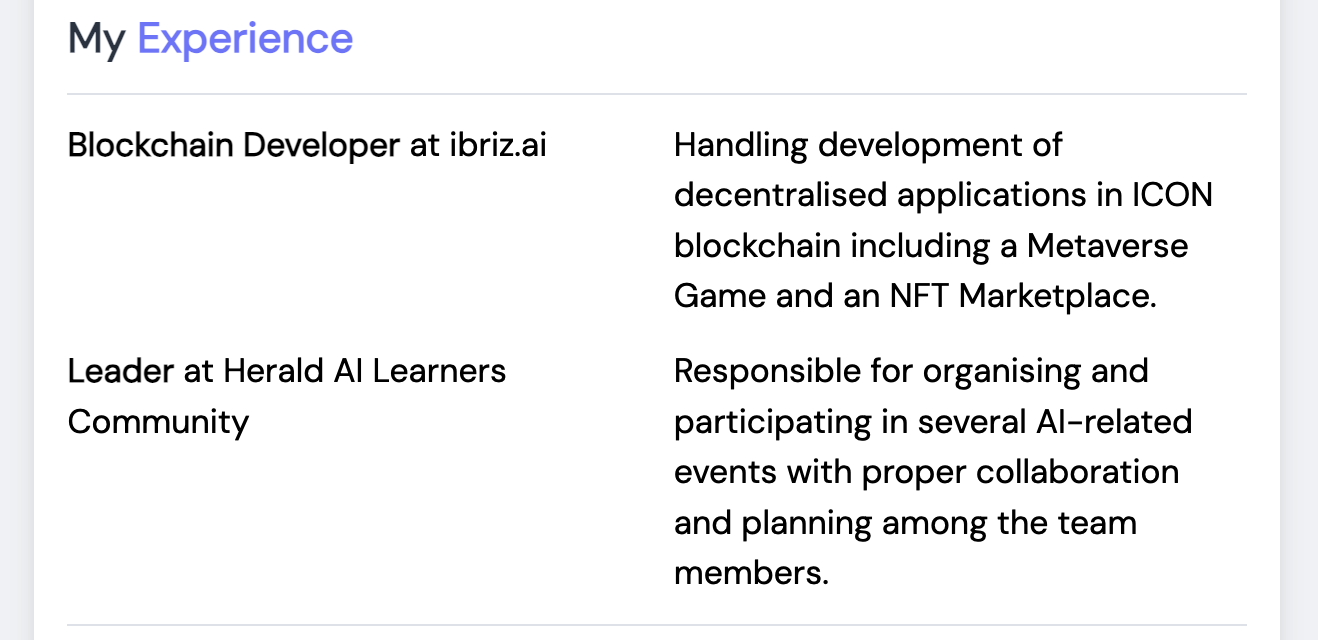 My Experience
Blockchain Developer at ibriz.ai
Handling development of
decentralised applications in ICON
blockchain including a Metaverse
Game and an NFT Marketplace.
Leader at Herald AI Learners
Community
Responsible for organising and
participating in several AI-related
events with proper collaboration
and planning among the team
members.